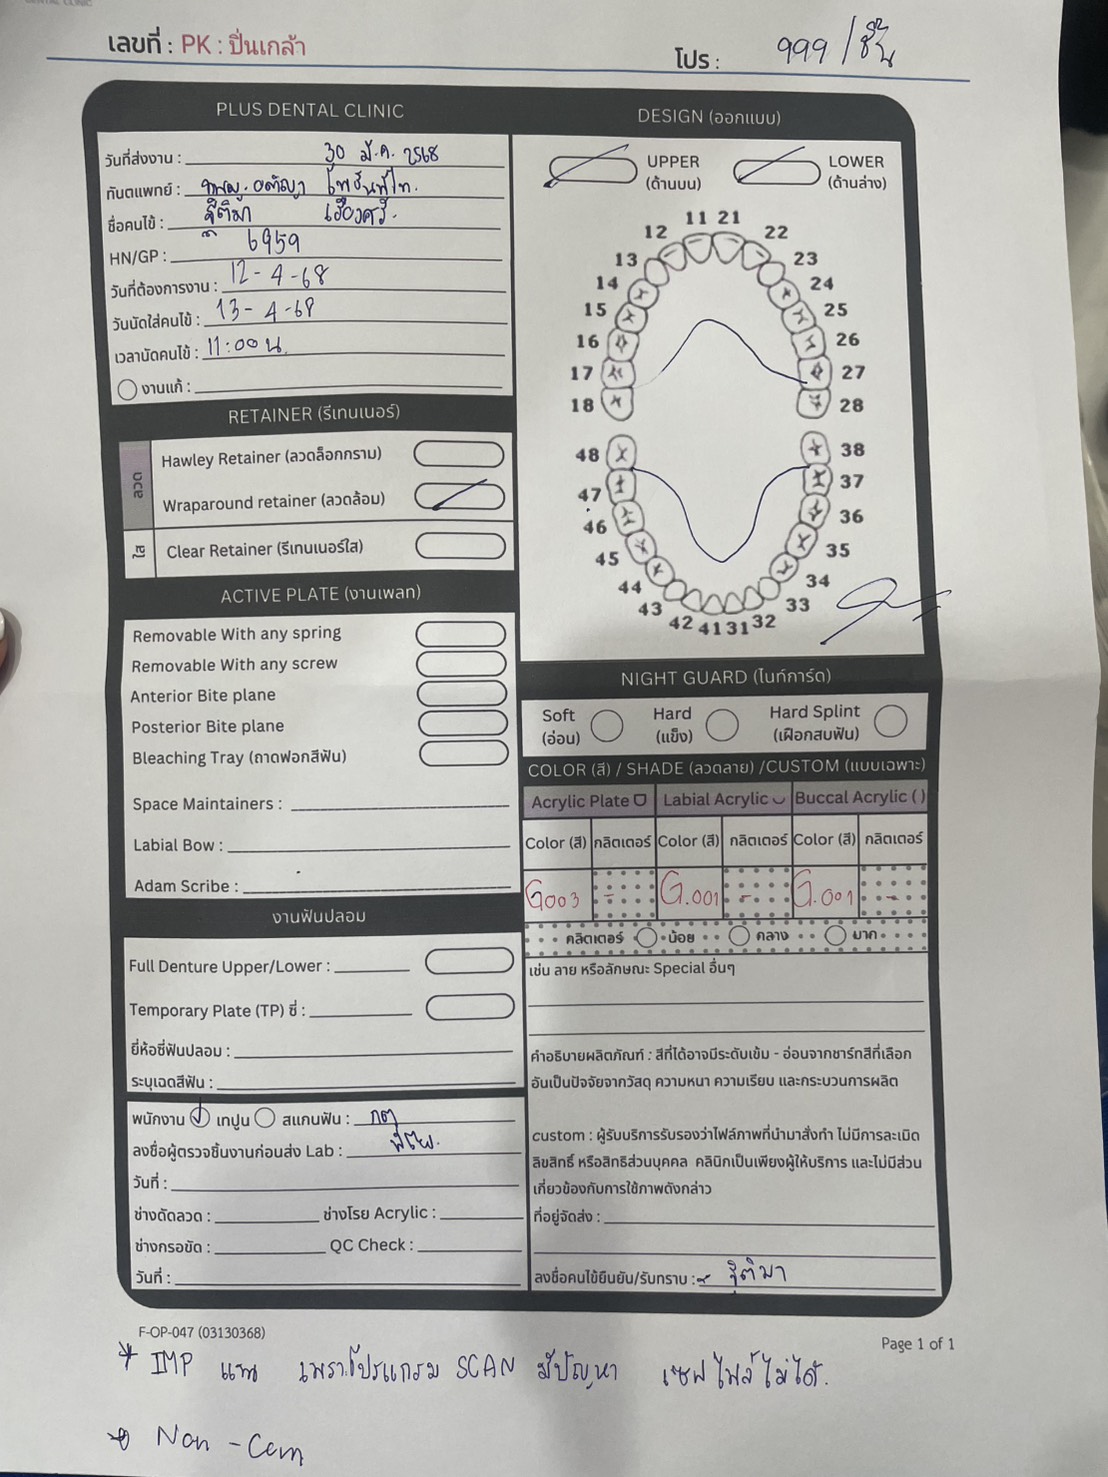 เลขที่ : PK : ปิ่นเกล้า
โปร : 999 / ชิ้น
PLUS DENTAL CLINIC
วันที่ส่งงาน : 30 มี.ค. 2568
ทันตแพทย์ : ทพญ.
ชื่อคนไข้ : ฐิติมา เรืองศรี
HN/GP : 6959
วันที่ต้องการงาน : 12-4-68
วันนัดใส่คนไข้ : 13-4-68
เวลานัดคนไข้ : 11:00 น.
งานแก้ :
RETAINER (รีเทนเนอร์)
ลวด
Hawley Retainer (ลวดล็อกกราม)
Wraparound retainer (ลวดล้อม)
ใส
Clear Retainer (รีเทนเนอร์ใส)
ACTIVE PLATE (งานเพลท)
Removable With any spring
Removable With any screw
Anterior Bite plane
Posterior Bite plane
Bleaching Tray (ถาดฟอกสีฟัน)
Space Maintainers :
Labial Bow :
Adam Scribe :
งานฟันปลอม
Full Denture Upper/Lower :
Temporary Plate (TP) ซี่ :
ยี่ห้อซี่ฟันปลอม :
ระบุเฉดสีฟัน :
พนักงาน เทปูน สแกนฟัน :
ลงชื่อผู้ตรวจชิ้นงานก่อนส่ง Lab :
วันที่ :
ช่างดัดลวด : ช่างโรย Acrylic :
ช่างกรอขัด : QC Check :
วันที่ :
DESIGN (ออกแบบ)
UPPER (ด้านบน) LOWER (ด้านล่าง)
11 21
12 22
13 23
14 24
15 25
16 26
17 27
18 28
48 38
47 37
46 36
45 35
44 34
43 33
42 41 31 32
NIGHT GUARD (ไนท์การ์ด)
Soft (อ่อน) Hard (แข็ง) Hard Splint (เฝือกสบฟัน)
COLOR (สี) / SHADE (ลวดลาย) /CUSTOM (แบบเฉพาะ)
Acrylic Plate Labial Acrylic Buccal Acrylic ( )
Color (สี) กลิตเตอร์ Color (สี) กลิตเตอร์ Color (สี) กลิตเตอร์
G003 - G.001 - G.001 -
กลิตเตอร์ น้อย กลาง มาก
เช่น ลาย หรือลักษณะ Special อื่นๆ
คำอธิบายผลิตภัณฑ์ : สีที่ได้อาจมีระดับเข้ม - อ่อนจากชาร์ทสีที่เลือก
อันเป็นปัจจัยจากวัสดุ ความหนา ความเรียบ และกระบวนการผลิต
custom : ผู้รับบริการรับรองว่าไฟล์ภาพที่นำมาสั่งทำ ไม่มีการละเมิด
ลิขสิทธิ์ หรือสิทธิส่วนบุคคล คลินิกเป็นเพียงผู้ให้บริการ และไม่มีส่วน
เกี่ยวข้องกับการใช้ภาพดังกล่าว
ที่อยู่จัดส่ง :
ลงชื่อคนไข้ยืนยัน/รับทราบ : ฐิติมา
F-OP-047 (03130368)
Page 1 of 1
* IMP แทน เพราะโปรแกรม SCAN มีปัญหา เซฟไฟล์ไม่ได้.
Non - Cem